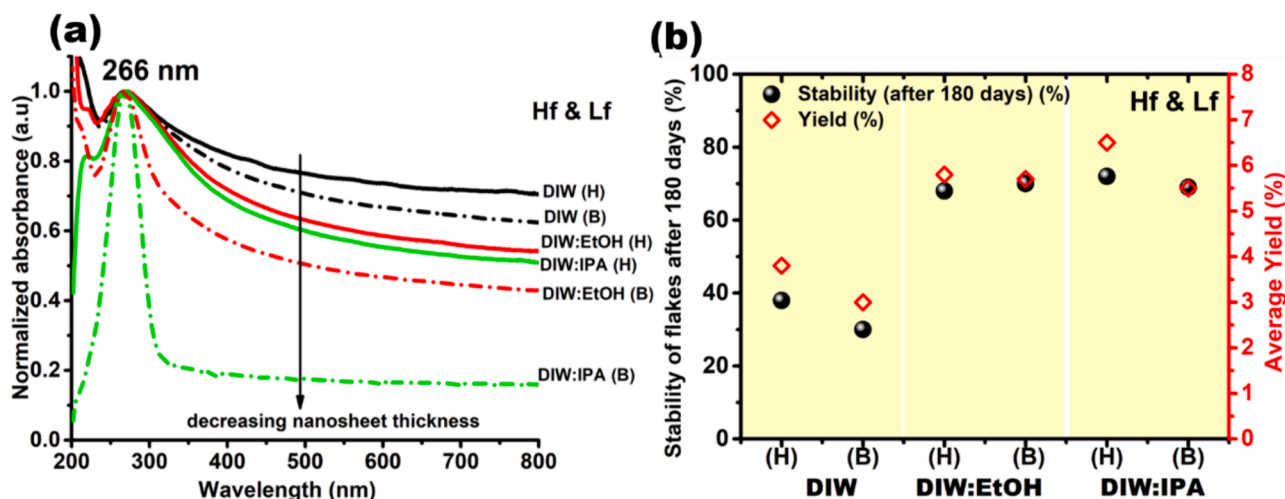 (a)
266 nm
Hf & Lf
Normalized absorbance (a.u)
1.0
0.8
0.6
0.4
0.2
0.0
DIW (H)
DIW (B)
DIW:EtOH (H)
DIW:IPA (H)
DIW:EtOH (B)
DIW:IPA (B)
decreasing nanosheet thickness
200 300 400 500 600 700 800
Wavelength (nm)
(b)
Stability of flakes after 180 days (%)
100
80
60
40
20
0
Stability (after 180 days) (%)
Yield (%)
Hf & Lf
8
7
6
5
4
3
2
1
0
Average Yield (%)
(H) (B) (H) (B) (H) (B)
DIW DIW:EtOH DIW:IPA